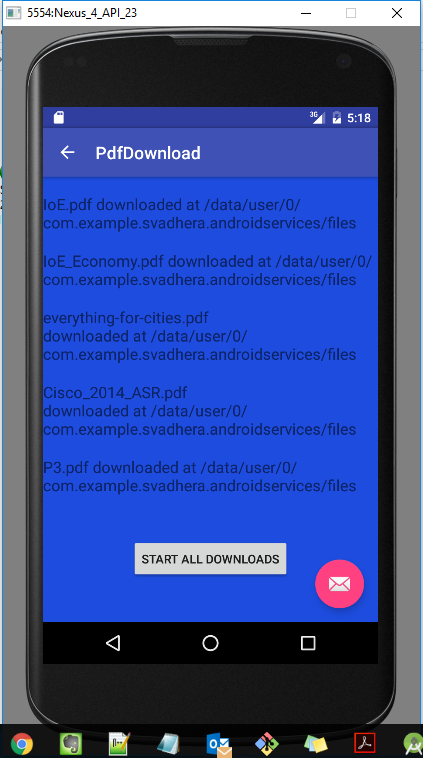 5554:Nexus_4_API_23
3G 5:18
PdfDownload
IoE.pdf downloaded at /data/user/0/
com.example.svadhera.androidservices/files
IoE_Economy.pdf downloaded at /data/user/0/
com.example.svadhera.androidservices/files
everything-for-cities.pdf
downloaded at /data/user/0/
com.example.svadhera.androidservices/files
Cisco_2014_ASR.pdf
downloaded at /data/user/0/
com.example.svadhera.androidservices/files
P3.pdf downloaded at /data/user/0/
com.example.svadhera.androidservices/files
START ALL DOWNLOADS